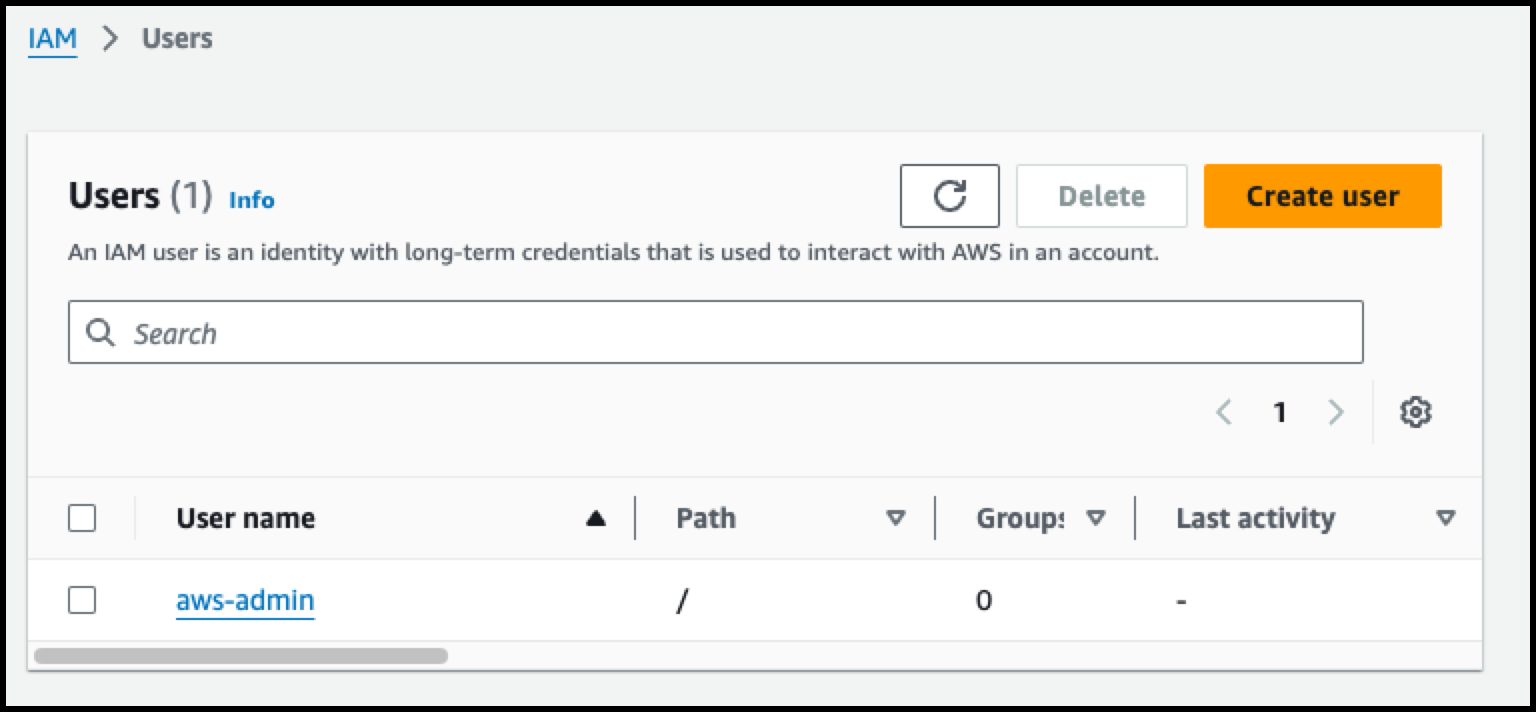 IAM > Users
Users (1) Info
Delete
Create user
An IAM user is an identity with long-term credentials that is used to interact with AWS in an account.
Search
1
User name Path Groups Last activity
aws-admin / 0 -